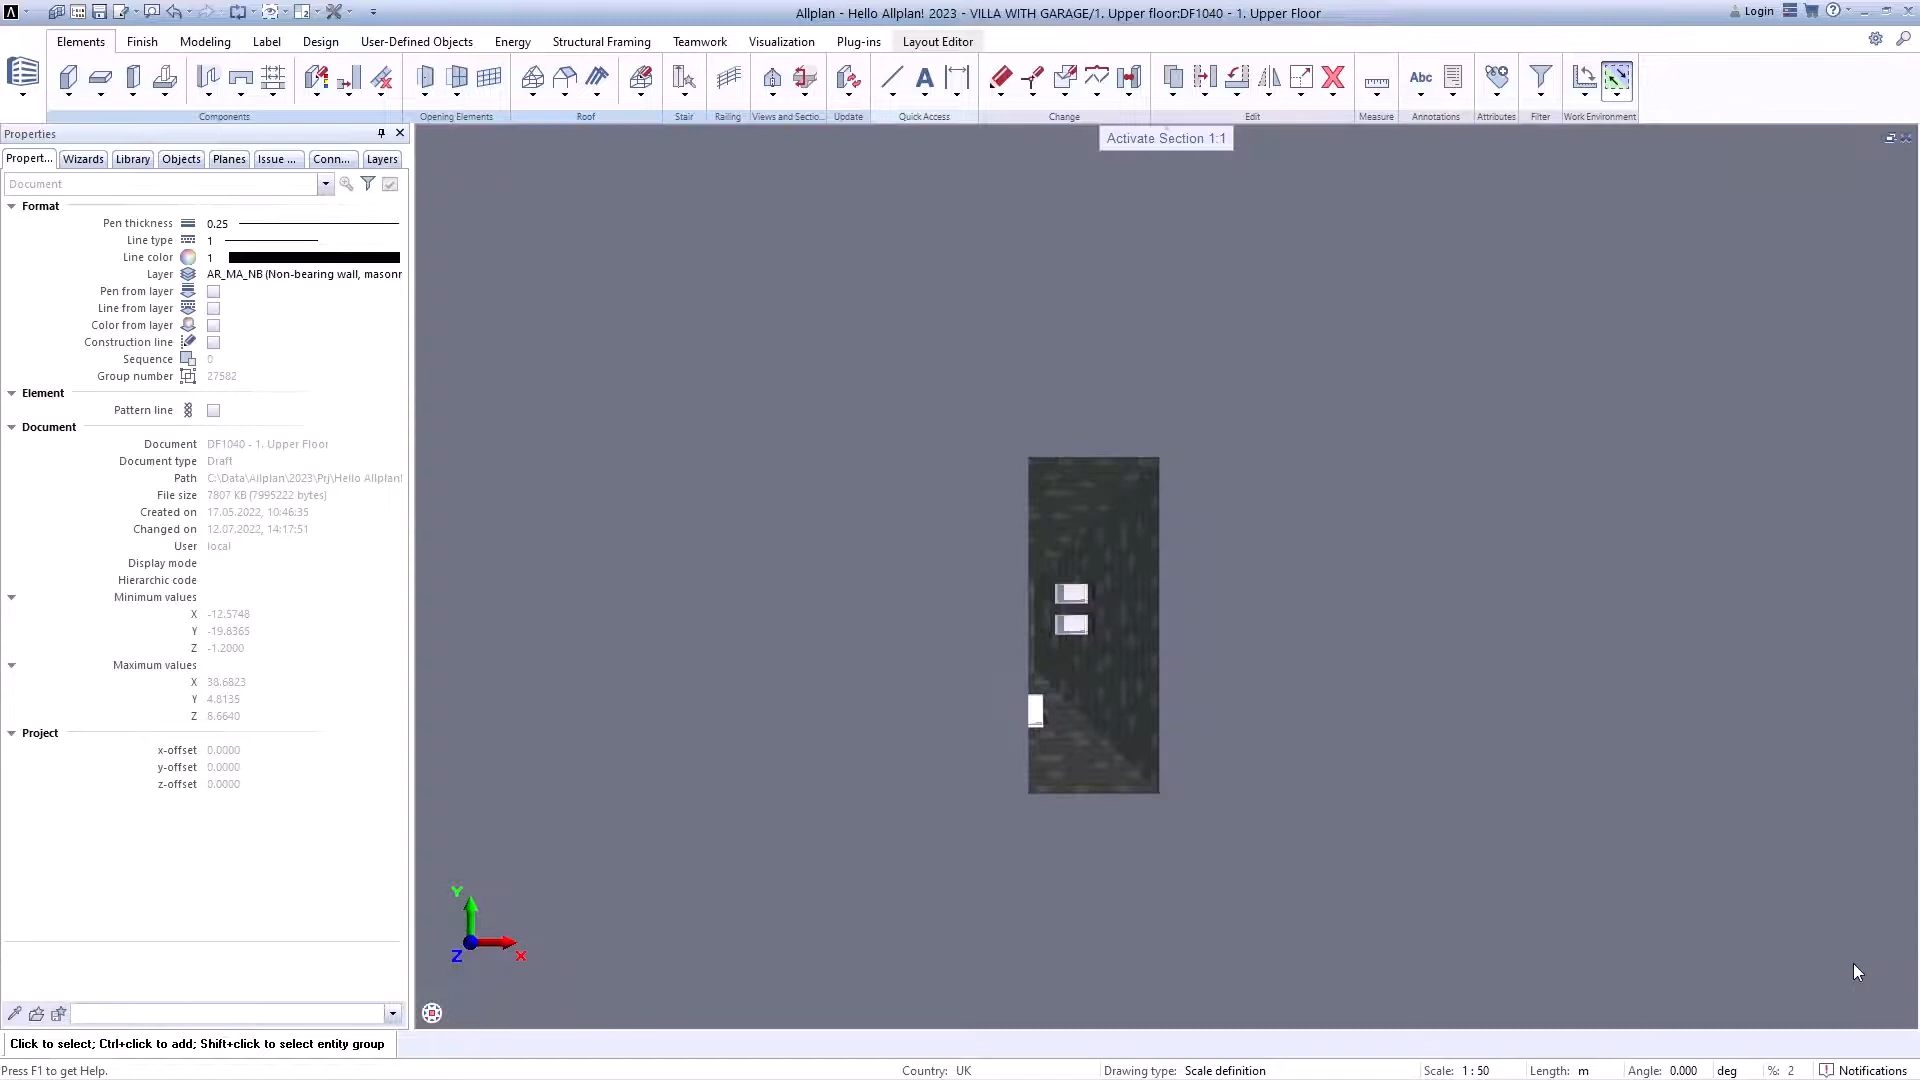 Allplan - Hello Allplan! 2023 - VILLA WITH GARAGE/1. Upper floor:DF1040 - 1. Upper Floor
Login
Elements Finish Modeling Label Design User-Defined Objects Energy Structural Framing Teamwork Visualization Plug-ins Layout Editor
A Abc
Components Opening Elements Roof Stair Railing Views and Sectio... Update Quick Access Change Edit Measure Annotations Attributes Filter Work Environment
Properties
Activate Section 1:1
Propert... Wizards Library Objects Planes Issue ... Conn... Layers
Document
Format
Pen thickness 0.25
Line type 1
Line color 1
Layer AR_MA_NB (Non-bearing wall, masonr
Pen from layer
Line from layer
Color from layer
Construction line
Sequence 0
Group number 27582
Element
Pattern line
Document
Document DF1040 - 1. Upper Floor
Document type Draft
Path C:\Data\Allplan\2023\Prj\Hello Allplan!
File size 7807 KB (7995222 bytes)
Created on 17.05.2022, 10:46:35
Changed on 12.07.2022, 14:17:51
User local
Display mode
Hierarchic code
Minimum values
X -12.5748
Y -19.8365
Z -1.2000
Maximum values
X 38.6823
Y 4.8135
Z 8.6640
Project
x-offset 0.0000
y-offset 0.0000
z-offset 0.0000
Y
Z X
Click to select; Ctrl+click to add; Shift+click to select entity group
Press F1 to get Help. Country: UK Drawing type: Scale definition Scale: 1 : 50 Length: m Angle: 0.000 deg %: 2 Notifications